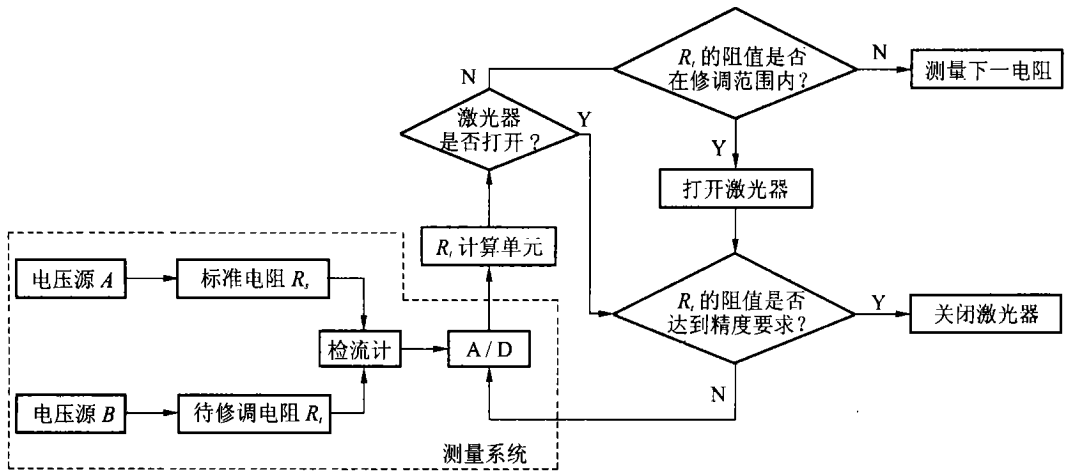 R_t 的阻值是否
在修调范围内?
N
测量下一电阻
N
激光器
是否打开?
Y
Y
打开激光器
R_t 计算单元
电压源 A
标准电阻 R_s
R_t 的阻值是否
达到精度要求?
Y
关闭激光器
检流计
A/D
N
电压源 B
待修调电阻 R_t
测量系统